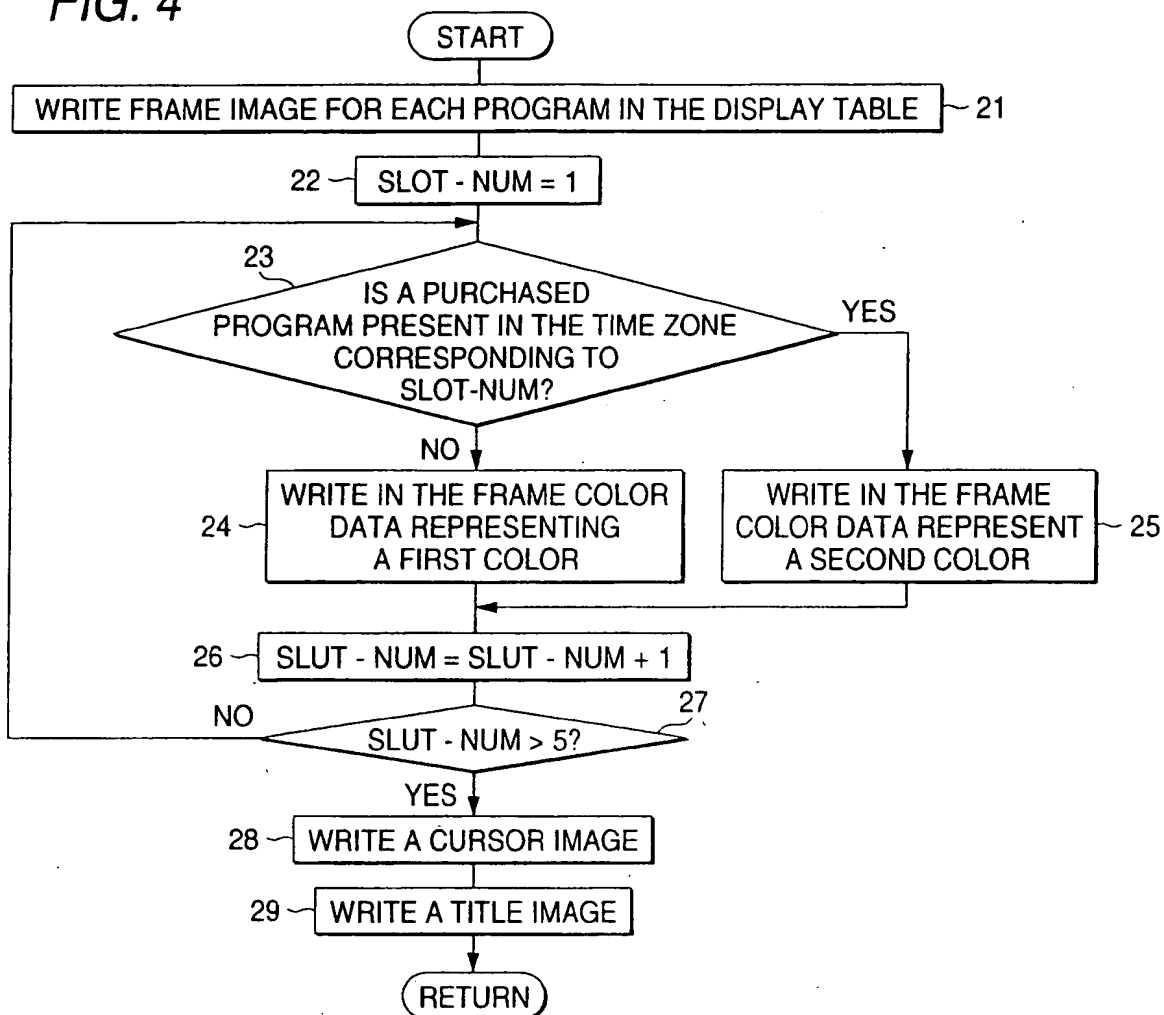 FIG. 4
START
WRITE FRAME IMAGE FOR EACH PROGRAM IN THE DISPLAY TABLE
21
22
SLOT - NUM = 1
23
IS A PURCHASED
PROGRAM PRESENT IN THE TIME ZONE
CORRESPONDING TO
SLOT-NUM?
YES
NO
24
WRITE IN THE FRAME COLOR
DATA REPRESENTING
A FIRST COLOR
WRITE IN THE FRAME
COLOR DATA REPRESENT
A SECOND COLOR
25
26
SLUT - NUM = SLUT - NUM + 1
27
NO
SLUT - NUM > 5?
YES
28
WRITE A CURSOR IMAGE
29
WRITE A TITLE IMAGE
RETURN